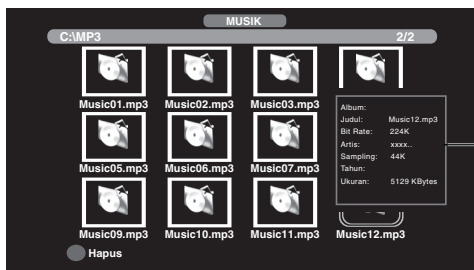 MUSIK
C:\MP3 2/2
Music01.mp3 Music02.mp3 Music03.mp3
Album:
Judul: Music12.mp3
Bit Rate: 224K
Artis: xxxx..
Sampling: 44K
Tahun:
Ukuran: 5129 KBytes
Music05.mp3 Music06.mp3 Music07.mp3
Music09.mp3 Music10.mp3 Music11.mp3 Music12.mp3
Hapus